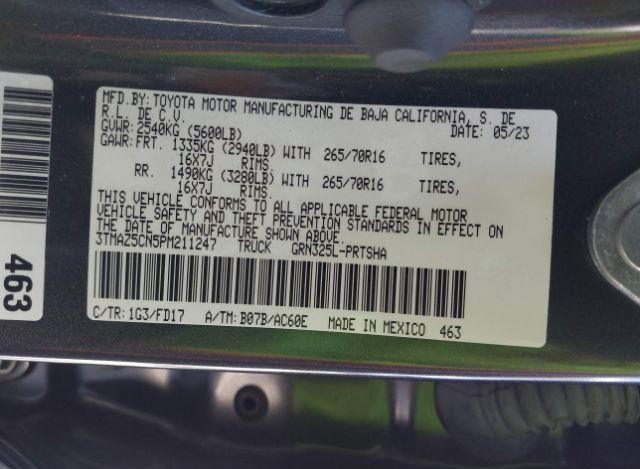 MFD.BY:TOYOTA MOTOR MANUFACTURING DE BAJA CALIFORNIA, S. DE
R.L. DE C.V. DATE: 05/23
GVWR: 2540KG (5600LB)
GAWR: FRT. 1335KG (2940LB) WITH 265/70R16 TIRES,
16X7J RIMS.
RR. 1490KG (3280LB) WITH 265/70R16 TIRES,
16X7J RIMS.
THIS VEHICLE CONFORMS TO ALL APPLICABLE FEDERAL MOTOR
VEHICLE SAFETY AND THEFT PREVENTION STANDARDS IN EFFECT ON
THE DATE OF MANUFACTURE SHOWN ABOVE.
3TMAZ5CN5PM211247 TRUCK GRN325L-PRTSHA
C/TR: 1G3/FD17 A/TM: B07B/AC60E MADE IN MEXICO 463
463